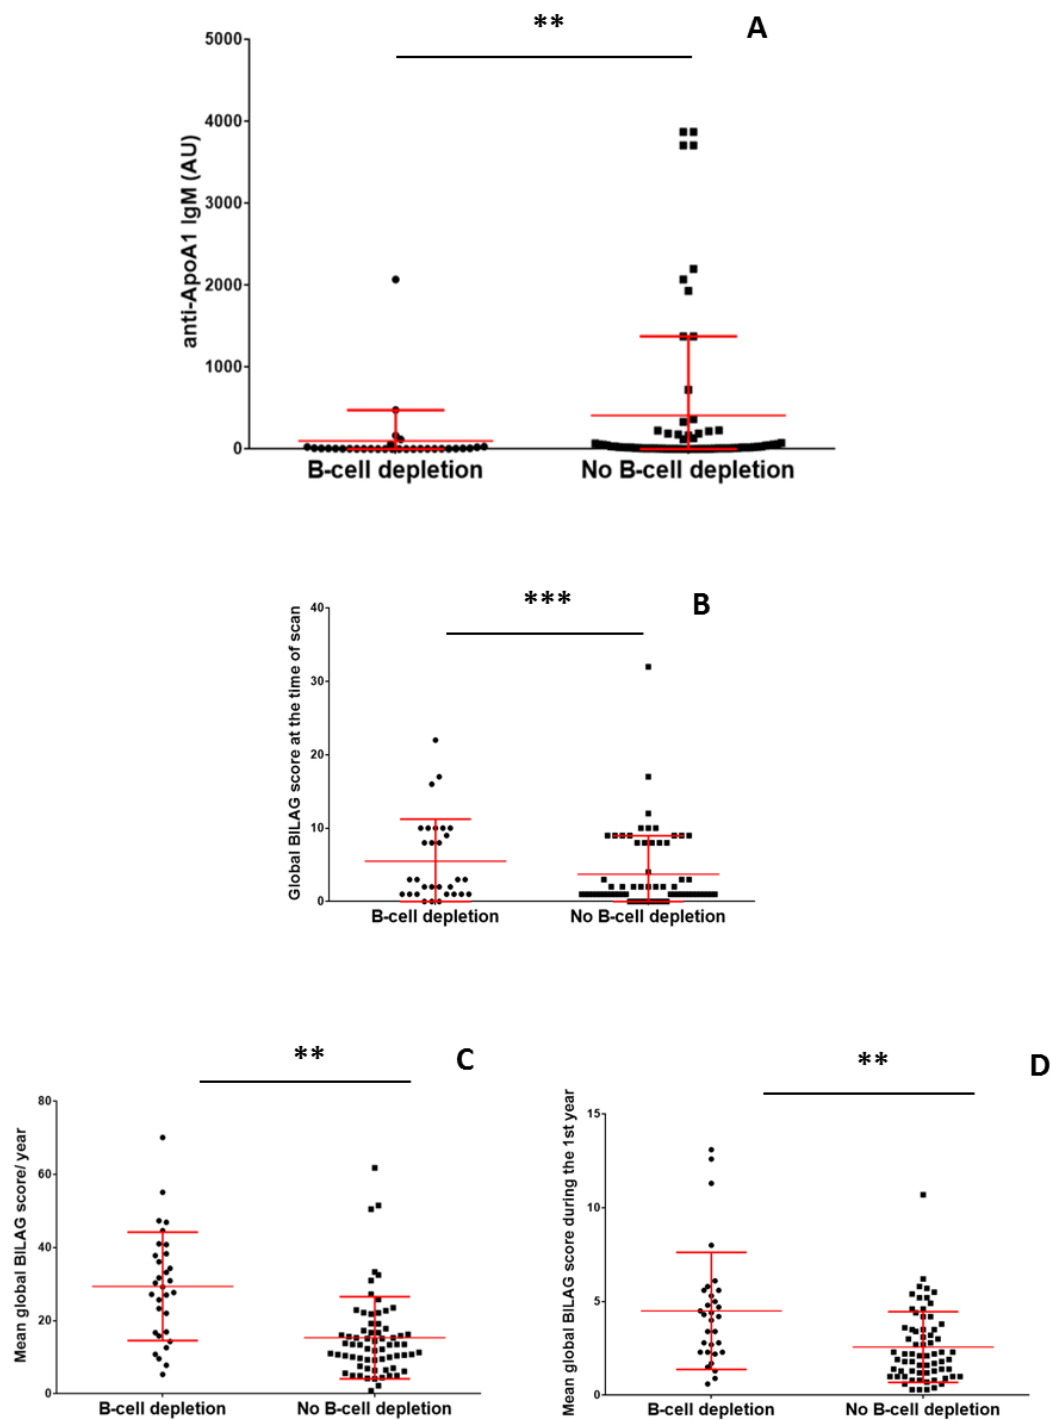 **
A
5000
4000
3000
2000
1000
0
anti-ApoA1 IgM (AU)
B-cell depletion
No B-cell depletion
***
B
40
30
20
10
0
Global BILAG score at the time of scan
B-cell depletion
No B-cell depletion
**
C
80
60
40
20
0
Mean global BILAG score/ year
B-cell depletion
No B-cell depletion
**
D
15
10
5
0
Mean global BILAG score during the 1st year
B-cell depletion
No B-cell depletion